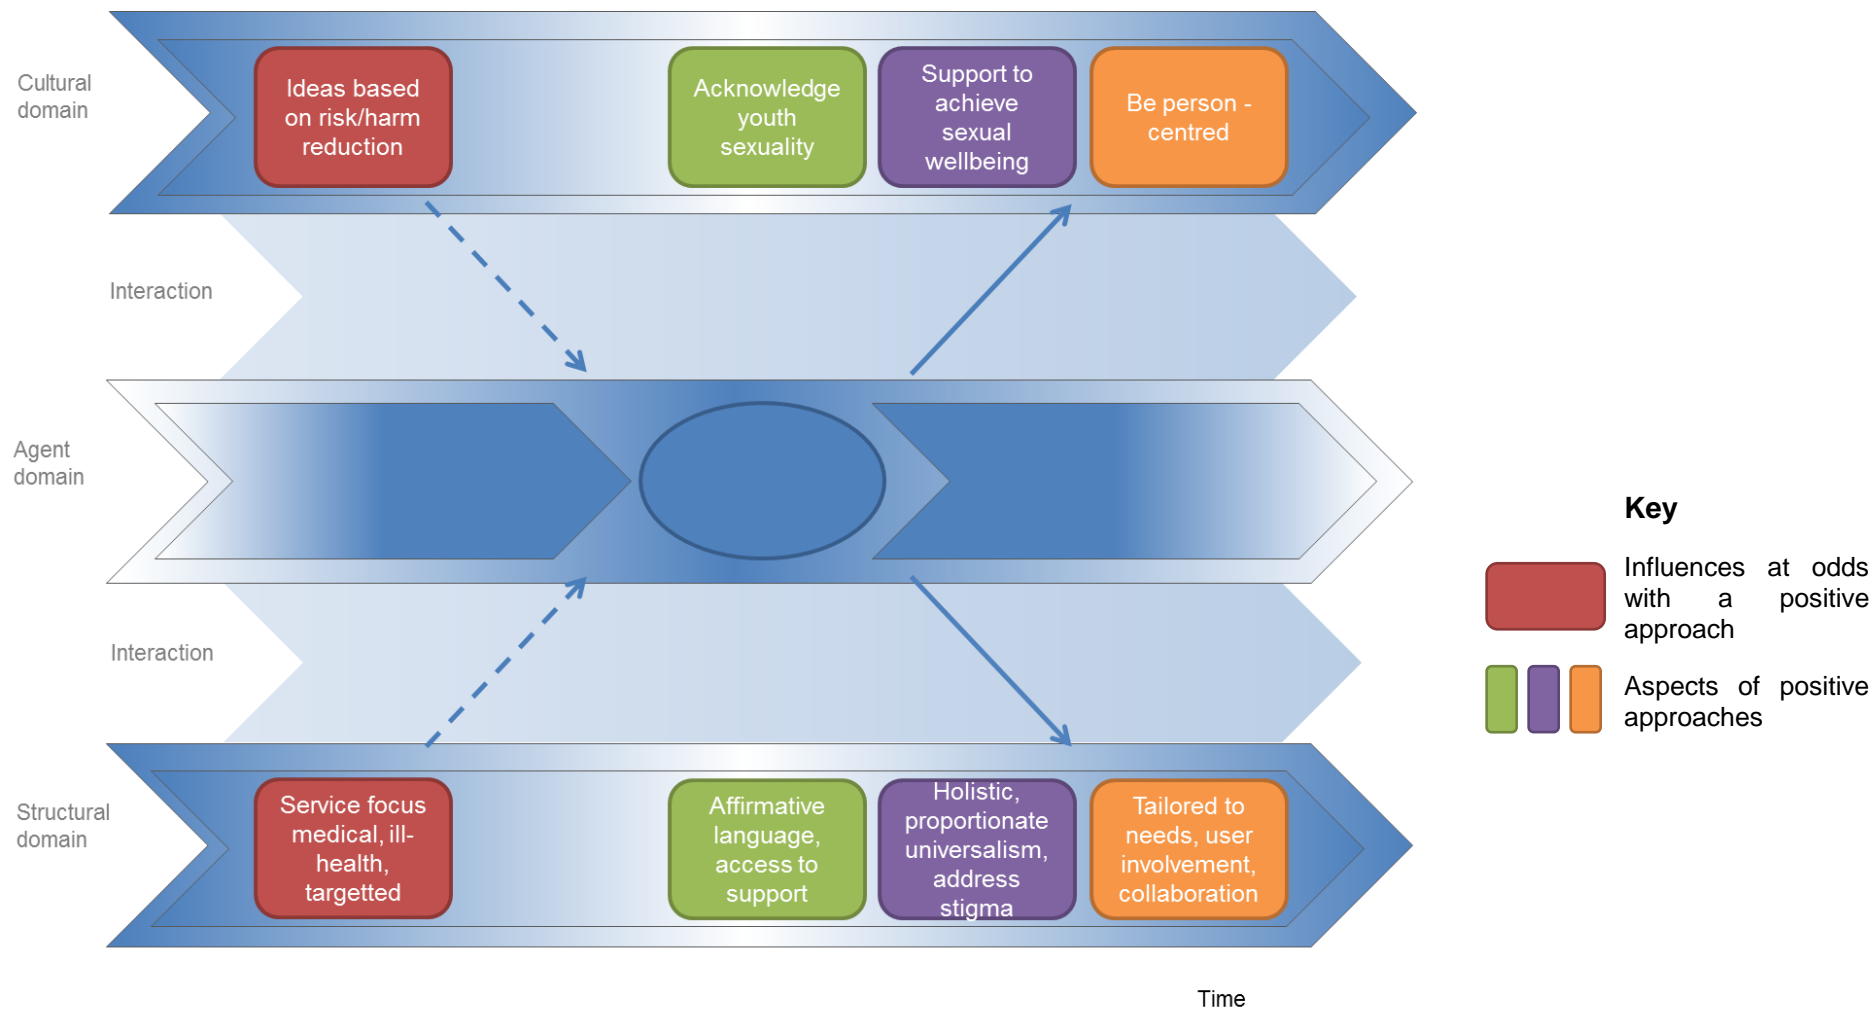 Cultural
domain
Ideas based
on risk/harm
reduction
Acknowledge
youth
sexuality
Support to
achieve
sexual
wellbeing
Be person -
centred
Interaction
Agent
domain
Interaction
Structural
domain
Service focus
medical, ill-
health,
targetted
Affirmative
language,
access to
support
Holistic,
proportionate
universalism,
address
stigma
Tailored to
needs, user
involvement,
collaboration
Time
Key
Influences at odds
with a positive
approach
Aspects of positive
approaches